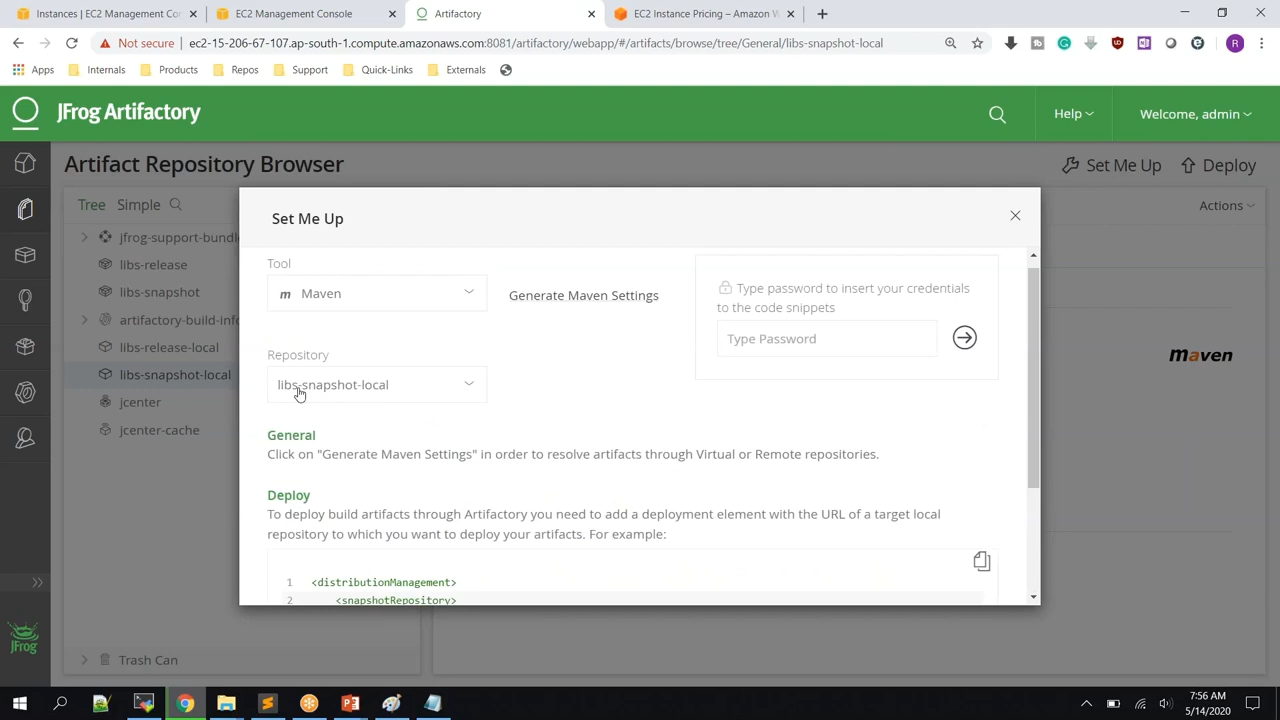 Instances | EC2 Management Con
EC2 Management Console
Artifactory
EC2 Instance Pricing – Amazon W
Not secure
ec2-15-206-67-107.ap-south-1.compute.amazonaws.com:8081/artifactory/webapp/#/artifacts/browse/tree/General/libs-snapshot-local
R
Apps
Internals
Products
Repos
Support
Quick-Links
Externals
JFrog Artifactory
Help
Welcome, admin
Artifact Repository Browser
Set Me Up
Deploy
Tree
Simple
Actions
jfrog-support-bundle
libs-release
libs-snapshot
artifactory-build-info
libs-release-local
libs-snapshot-local
jcenter
jcenter-cache
Trash Can
JFrog
maven
Set Me Up
Tool
m Maven
Generate Maven Settings
Type password to insert your credentials
to the code snippets
Type Password
Repository
libs-snapshot-local
General
Click on "Generate Maven Settings" in order to resolve artifacts through Virtual or Remote repositories.
Deploy
To deploy build artifacts through Artifactory you need to add a deployment element with the URL of a target local
repository to which you want to deploy your artifacts. For example:
1 <distributionManagement>
2 <snapshotRepository>
7:56 AM
5/14/2020